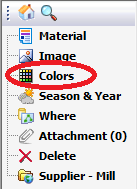 Material
Image
Colors
Season & Year
Where
Attachment (0)
Delete
Supplier - Mill